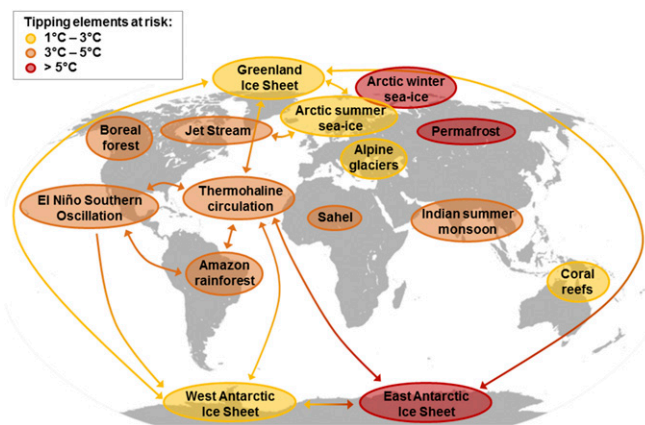 Tipping elements at risk:
1°C – 3°C
3°C – 5°C
> 5°C
Greenland
Ice Sheet
Arctic winter
sea-ice
Arctic summer
sea-ice
Boreal
forest
Jet Stream
Permafrost
Alpine
glaciers
El Niño Southern
Oscillation
Thermohaline
circulation
Sahel
Indian summer
monsoon
Amazon
rainforest
Coral
reefs
West Antarctic
Ice Sheet
East Antarctic
Ice Sheet